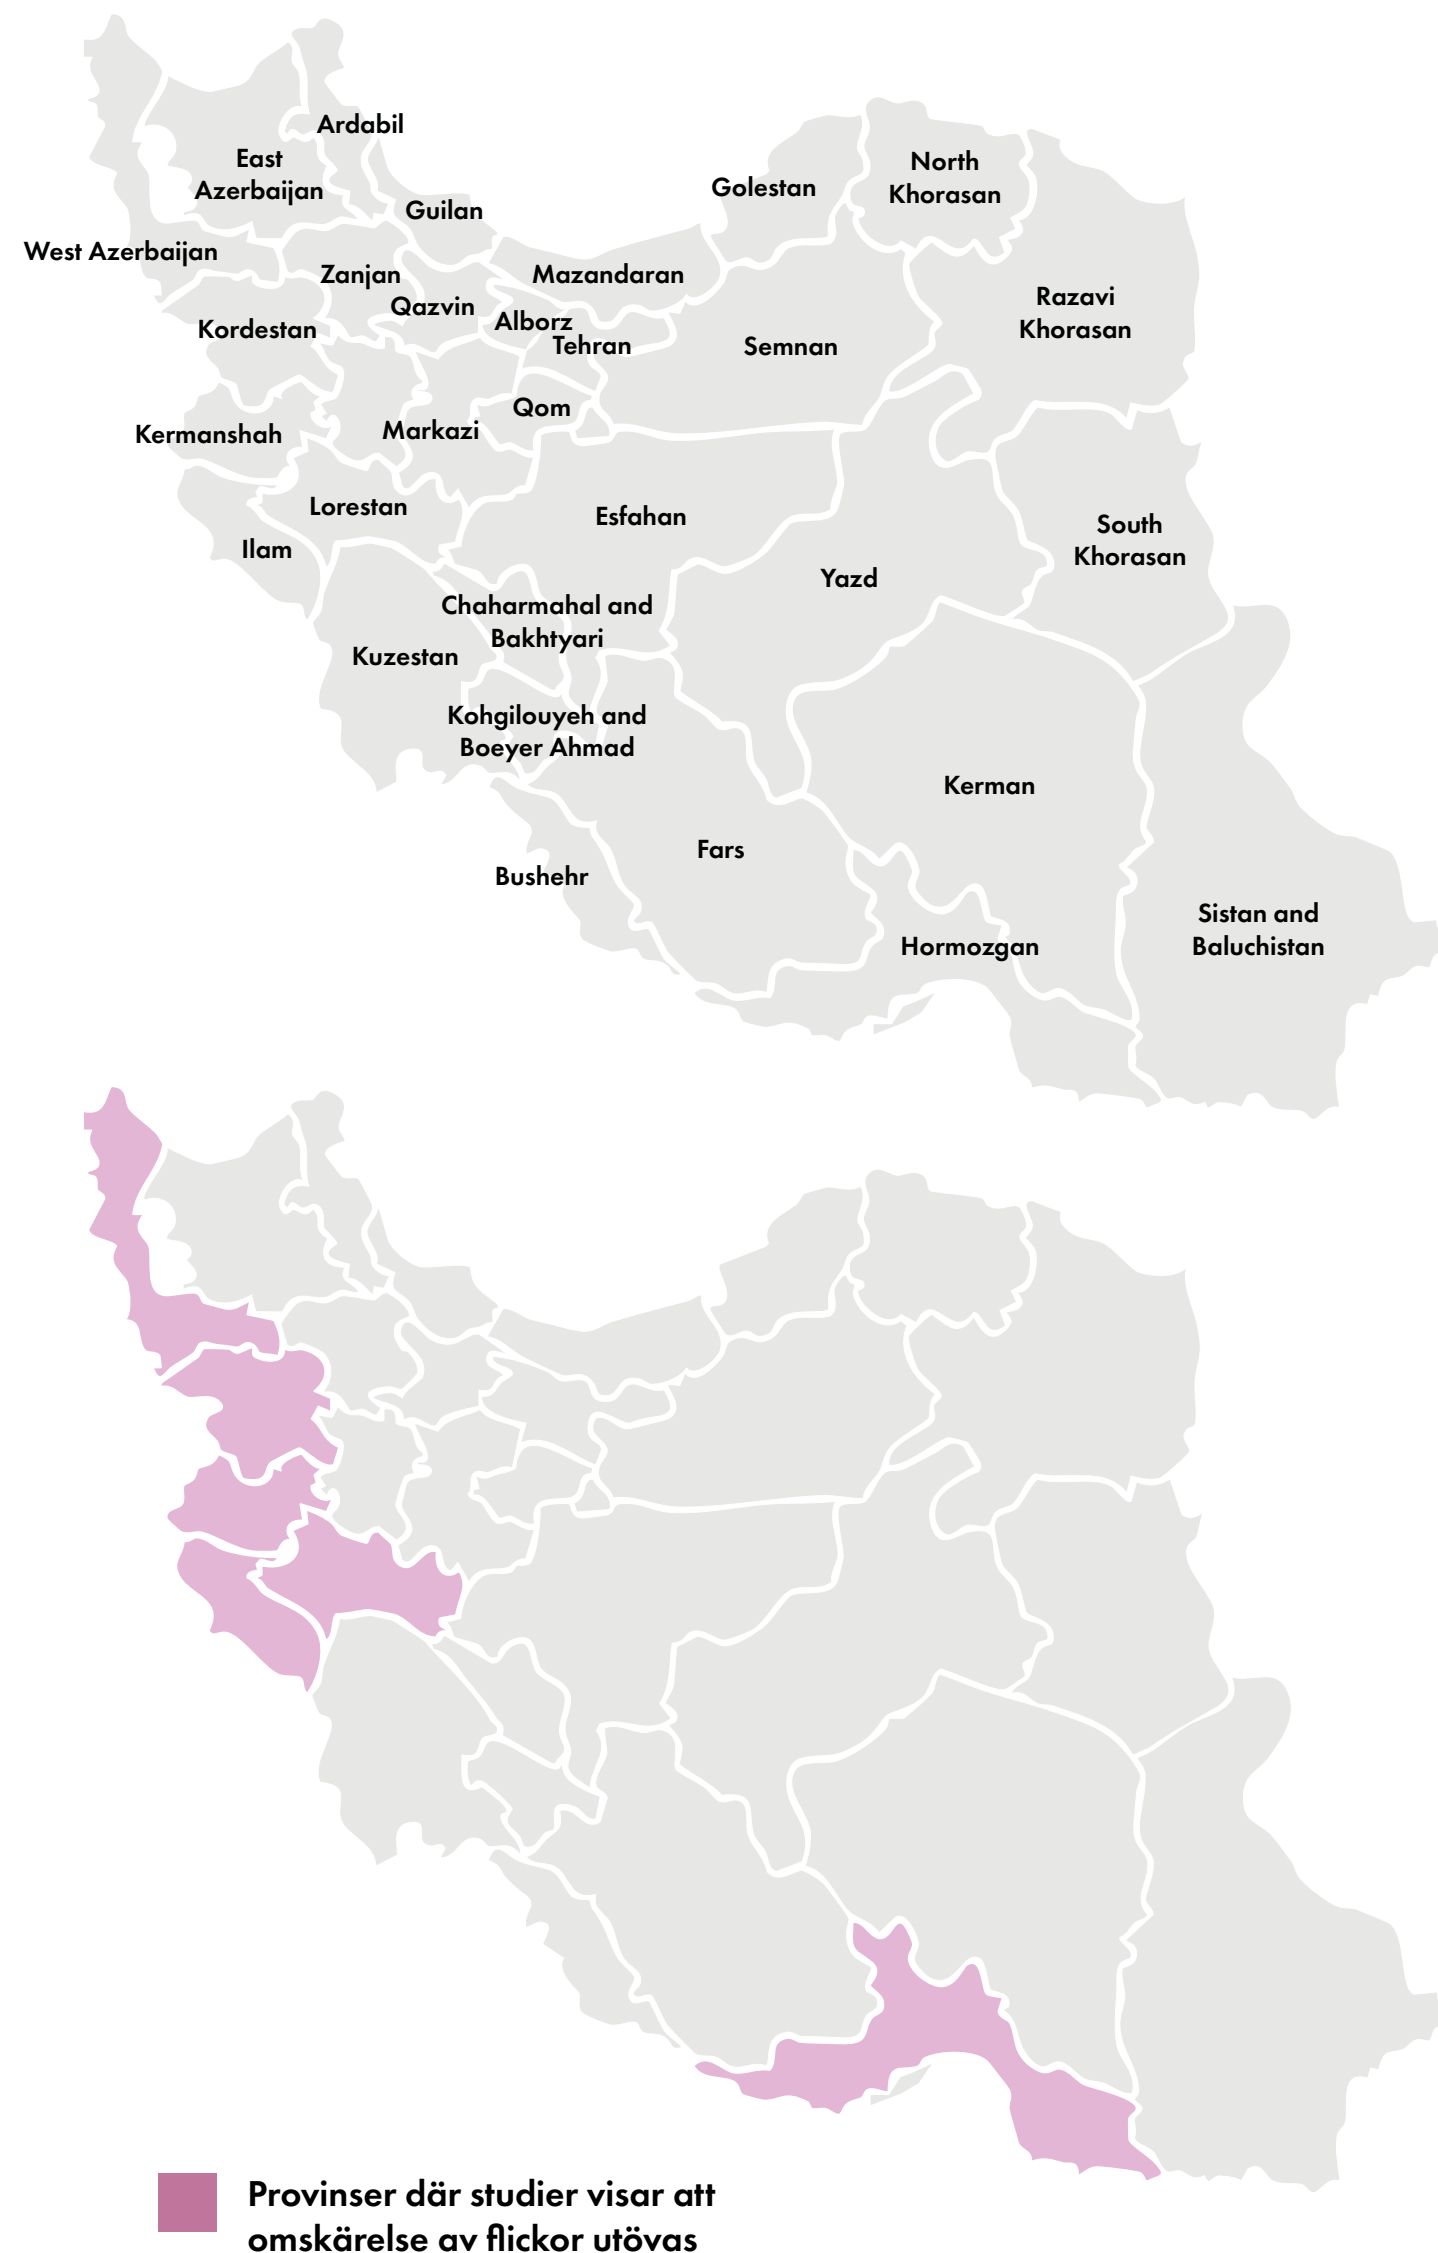 Ardabil
East
Azerbaijan
North
Khorasan
Golestan
Guilan
West Azerbaijan
Zanjan
Mazandaran
Qazvin
Razavi
Khorasan
Kordestan
Alborz
Tehran
Semnan
Qom
Kermanshah
Markazi
Lorestan
Esfahan
South
Khorasan
Ilam
Yazd
Chaharmahal and
Bakhtyari
Kuzestan
Kohgilouyeh and
Boeyer Ahmad
Kerman
Fars
Bushehr
Sistan and
Baluchistan
Hormozgan
Provinser där studier visar att
omskärelse av flickor utövas